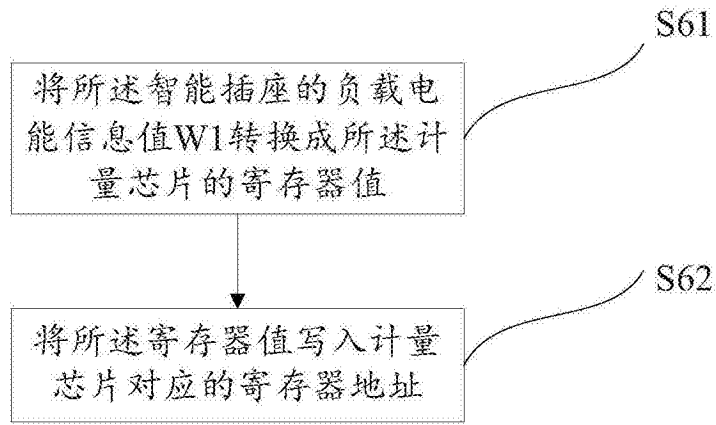 S61
将所述智能插座的负载电
能信息值W1转换成所述计
量芯片的寄存器值
S62
将所述寄存器值写入计量
芯片对应的寄存器地址